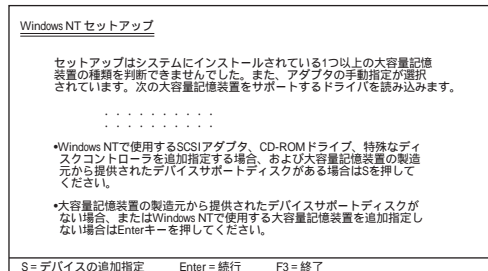 Windows NT セットアップ
セットアップはシステムにインストールされている1つ以上の大容量記憶
装置の種類を判断できませんでした。また、アダプタの手動指定が選択
されています。次の大容量記憶装置をサポートするドライバを読み込みます。
. . . . . . . . . .
. . . . . . . . . .
•Windows NTで使用するSCSIアダプタ、CD-ROMドライブ、特殊なディ
スクコントローラを追加指定する場合、および大容量記憶装置の製造
元から提供されたデバイスサポートディスクがある場合はSを押して
ください。
•大容量記憶装置の製造元から提供されたデバイスサポートディスクが
ない場合、またはWindows NTで使用する大容量記憶装置を追加指定し
ない場合はEnterキーを押してください。
S = デバイスの追加指定 Enter = 続行 F3 = 終了